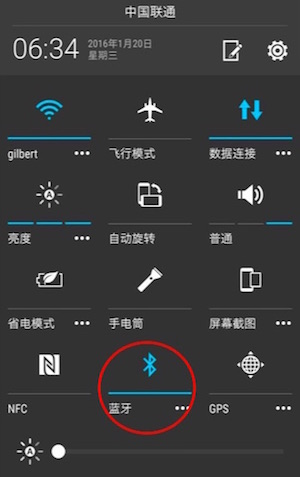 中国联通
06:34
2016年1月20日
星期三
gilbert
飞行模式
数据连接
A
亮度
自动旋转
普通
省电模式
手电筒
屏幕截图
N
NFC
蓝牙
GPS
A